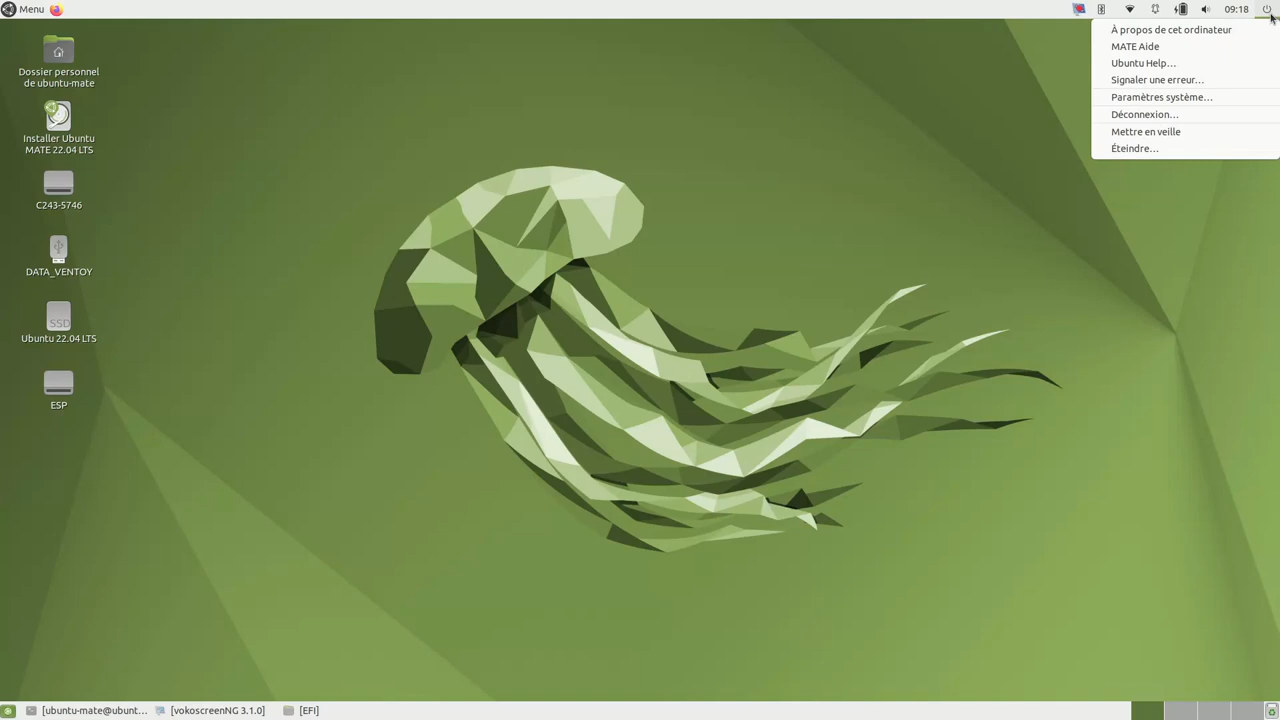 Menu
09:18
À propos de cet ordinateur
MATE Aide
Ubuntu Help…
Signaler une erreur…
Paramètres système…
Déconnexion…
Mettre en veille
Éteindre…
Dossier personnel
de ubuntu-mate
Installer Ubuntu
MATE 22.04 LTS
C243-5746
DATA_VENTOY
SSD
Ubuntu 22.04 LTS
ESP
[ubuntu-mate@ubunt…
[vokoscreenNG 3.1.0]
[EFI]